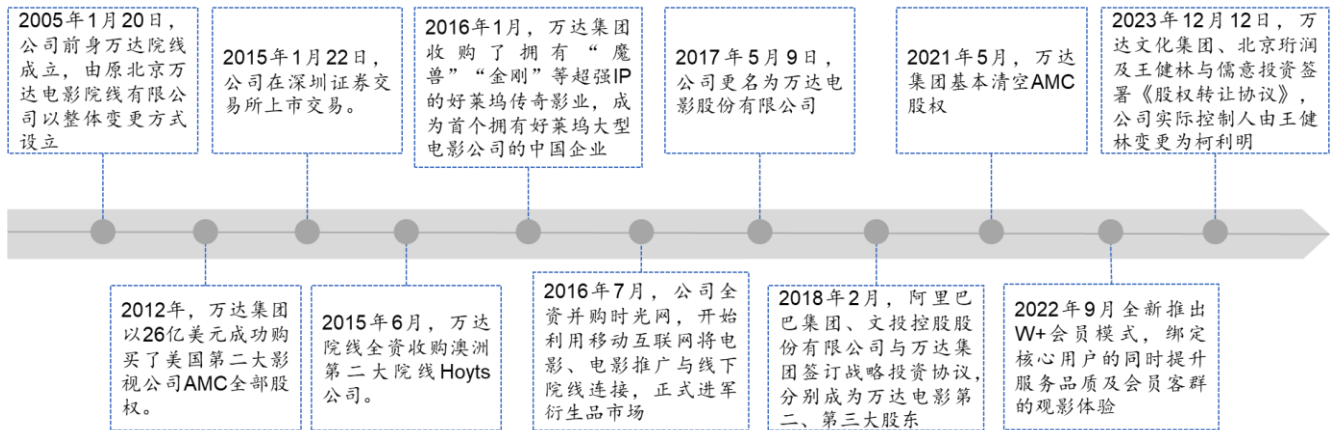 2005年1月20日，
公司前身万达院线
成立，由原北京万
达电影院线有限公
司以整体变更方式
设立
2012年，万达集团
以26亿美元成功购
买了美国第二大影
视公司AMC全部股
权。
2015年1月22日，
公司在深圳证券交
易所上市交易。
2015年6月，万达
院线全资收购澳洲
第二大院线Hoyts
公司。
2016年1月，万达集团
收购了拥有“魔
兽”“金刚”等超强IP
的好莱坞传奇影业，成
为首个拥有好莱坞大型
电影公司的中国企业
2016年7月，公司全
资并购时光网，开始
利用移动互联网将电
影、电影推广与线下
院线连接，正式进军
衍生品市场
2017年5月9日，
公司更名为万达电
影股份有限公司
2018年2月，阿里巴
巴集团、文投控股股
份有限公司与万达集
团签订战略投资协议，
分别成为万达电影第
二、第三大股东
2021年5月，万达
集团基本清空AMC
股权
2022年9月全新推出
W+会员模式，绑定
核心用户的同时提升
服务品质及会员客群
的观影体验
2023年12月12日，万
达文化集团、北京珩润
及王健林与儒意投资签
署《股权转让协议》，
公司实际控制人由王健
林变更为柯利明